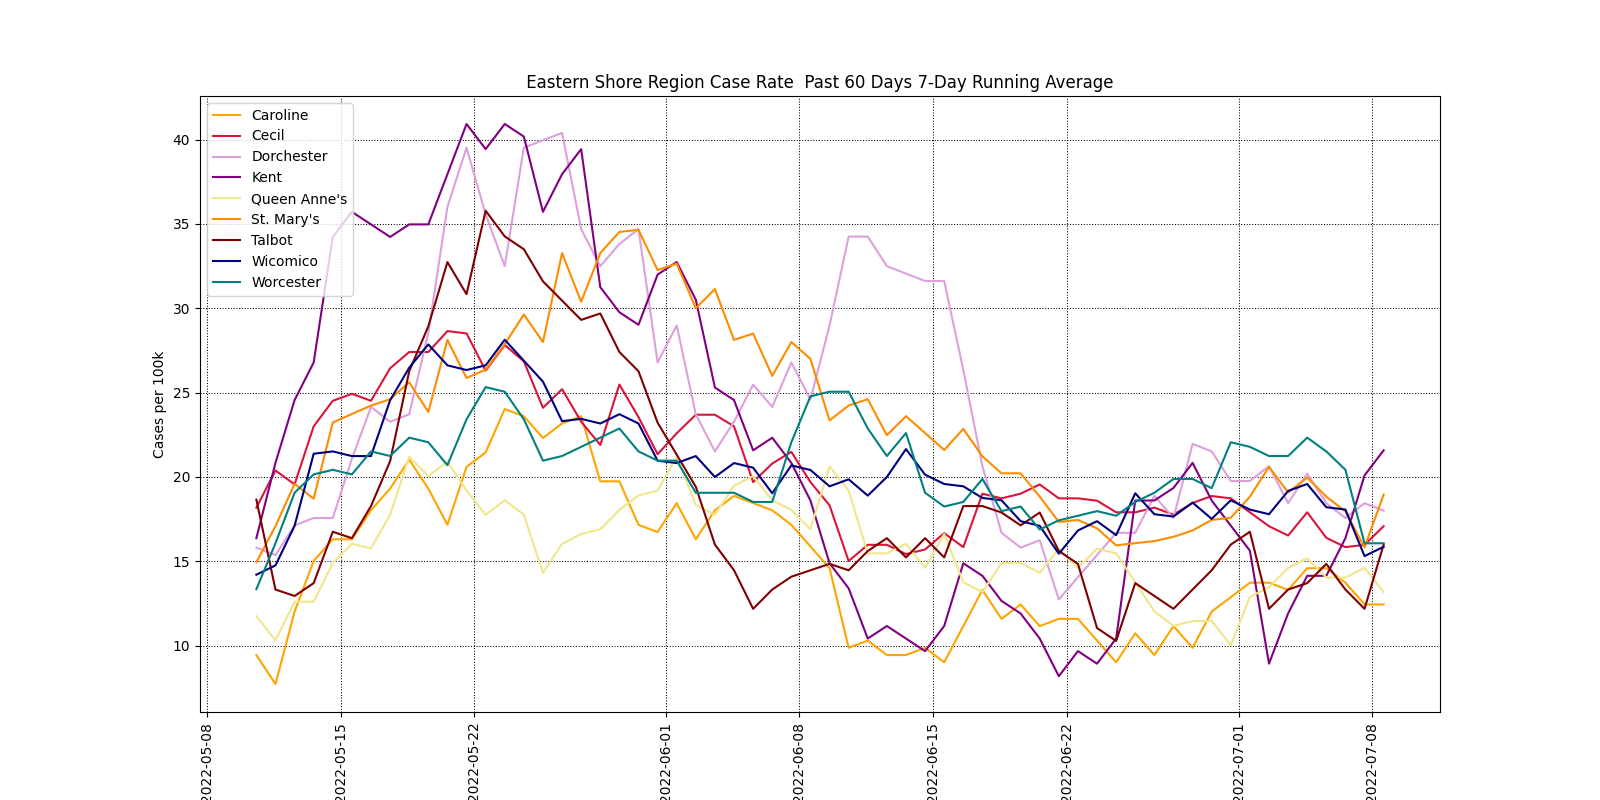 Eastern Shore Region Case Rate  Past 60 Days 7-Day Running Average
Caroline
Cecil
Dorchester
Kent
Queen Anne's
St. Mary's
Talbot
Wicomico
Worcester
Cases per 100k
40
35
30
25
20
15
10
2022-05-08
2022-05-15
2022-05-22
2022-06-01
2022-06-08
2022-06-15
2022-06-22
2022-07-01
2022-07-08